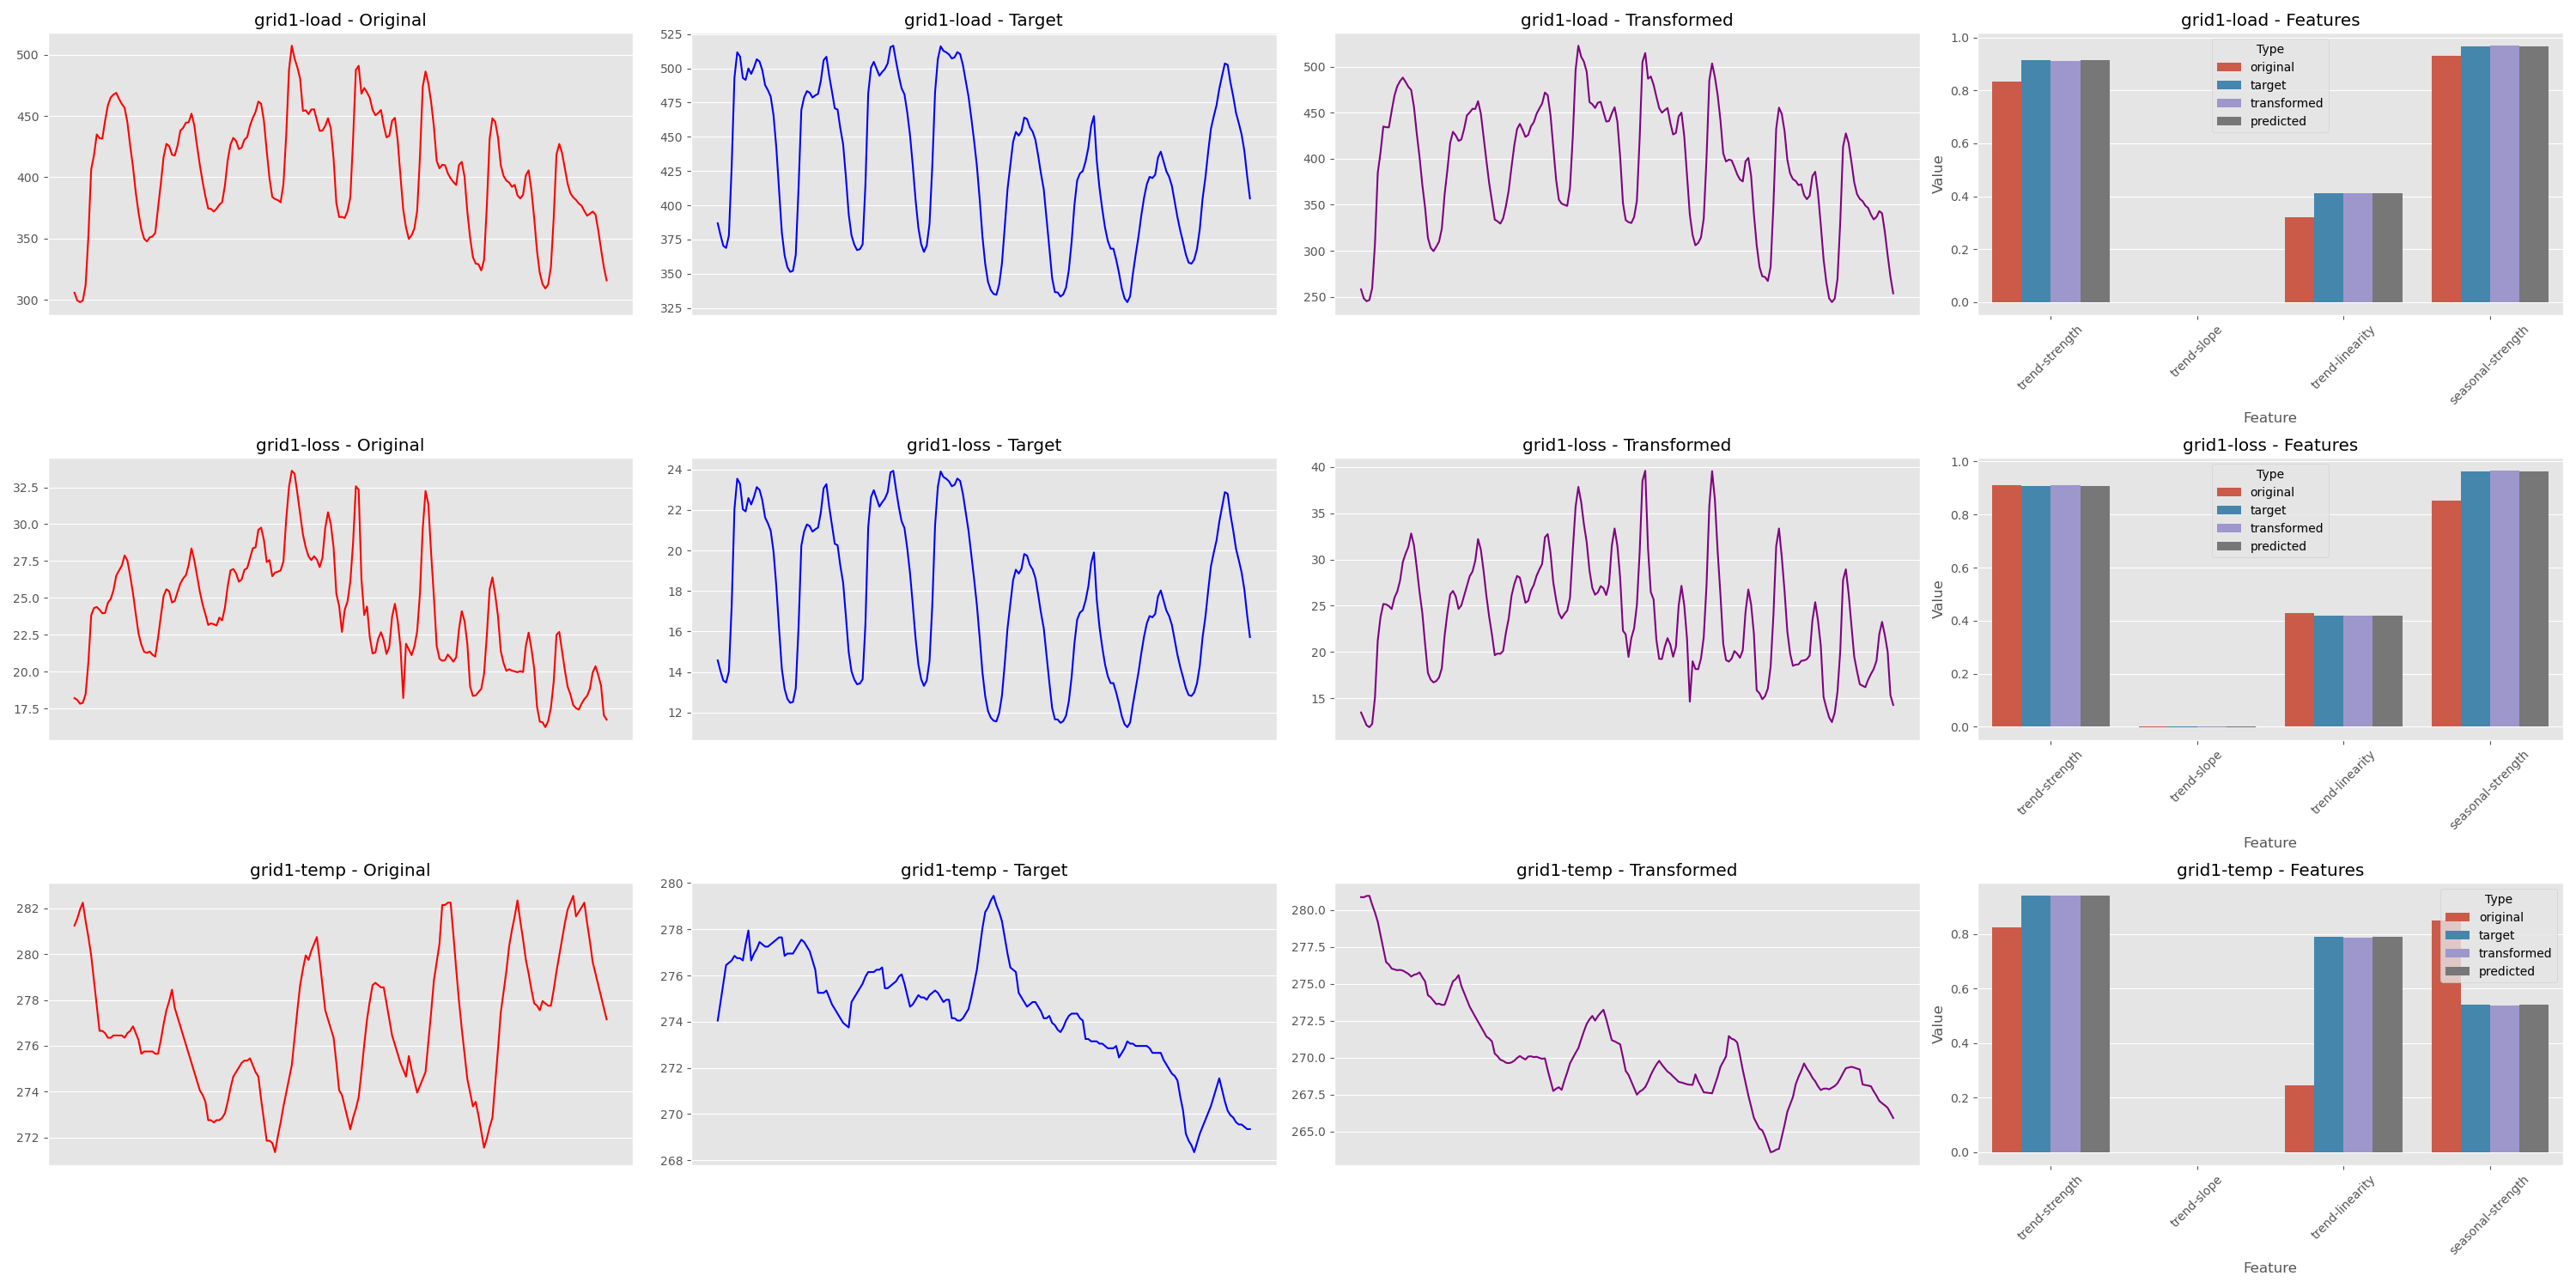 grid1-load - Original
500
450
400
350
300
grid1-load - Target
525
500
475
450
425
400
375
350
325
grid1-load - Transformed
500
450
400
350
300
250
grid1-load - Features
Value
1.0
0.8
0.6
0.4
0.2
0.0
Type
original
target
transformed
predicted
trend-strength
trend-slope
trend-linearity
seasonal-strength
Feature
grid1-loss - Original
32.5
30.0
27.5
25.0
22.5
20.0
17.5
grid1-loss - Target
24
22
20
18
16
14
12
grid1-loss - Transformed
40
35
30
25
20
15
grid1-loss - Features
Value
1.0
0.8
0.6
0.4
0.2
0.0
Type
original
target
transformed
predicted
trend-strength
trend-slope
trend-linearity
seasonal-strength
Feature
grid1-temp - Original
282
280
278
276
274
272
grid1-temp - Target
280
278
276
274
272
270
268
grid1-temp - Transformed
280.0
277.5
275.0
272.5
270.0
267.5
265.0
grid1-temp - Features
Value
0.8
0.6
0.4
0.2
0.0
Type
original
target
transformed
predicted
trend-strength
trend-slope
trend-linearity
seasonal-strength
Feature